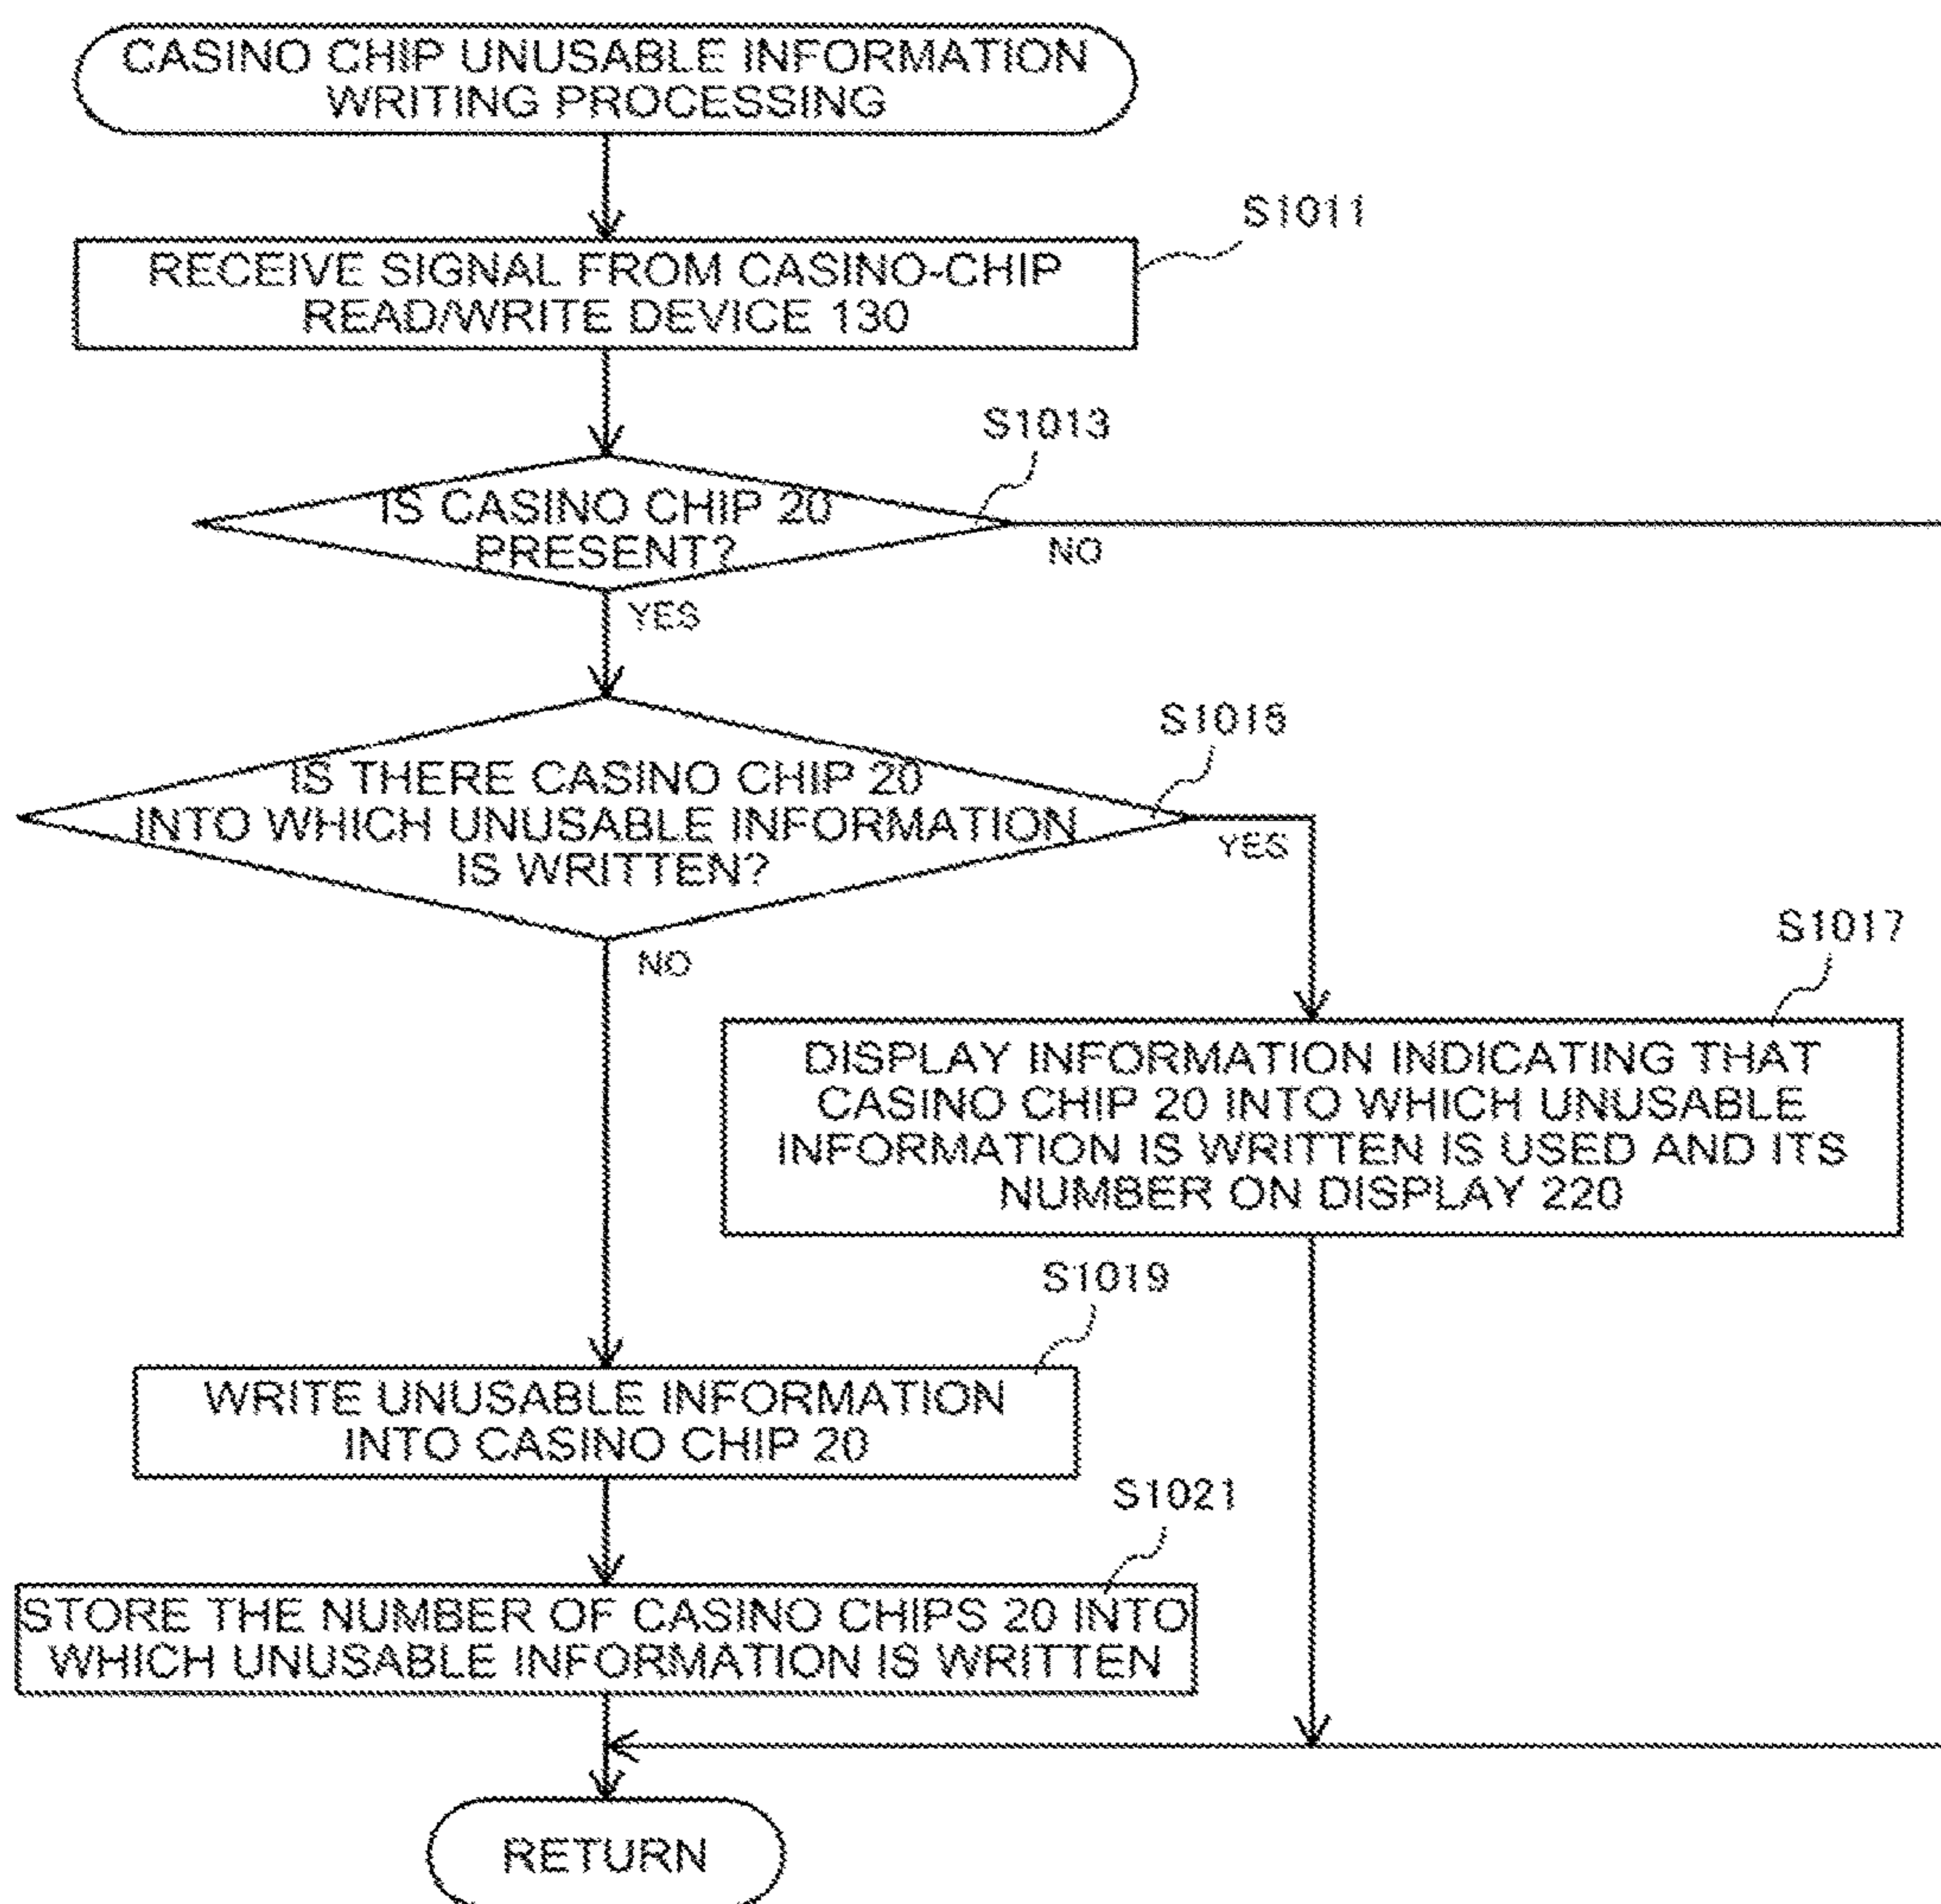 CASINO CHIP UNUSABLE INFORMATION
WRITING PROCESSING
S1011
RECEIVE SIGNAL FROM CASINO-CHIP
READ/WRITE DEVICE 130
S1013
IS CASINO CHIP 20
PRESENT?
NO
YES
S1015
IS THERE CASINO CHIP 20
INTO WHICH UNUSABLE INFORMATION
IS WRITTEN?
YES
NO
S1017
DISPLAY INFORMATION INDICATING THAT
CASINO CHIP 20 INTO WHICH UNUSABLE
INFORMATION IS WRITTEN IS USED AND ITS
NUMBER ON DISPLAY 220
S1019
WRITE UNUSABLE INFORMATION
INTO CASINO CHIP 20
S1021
STORE THE NUMBER OF CASINO CHIPS 20 INTO
WHICH UNUSABLE INFORMATION IS WRITTEN
RETURN